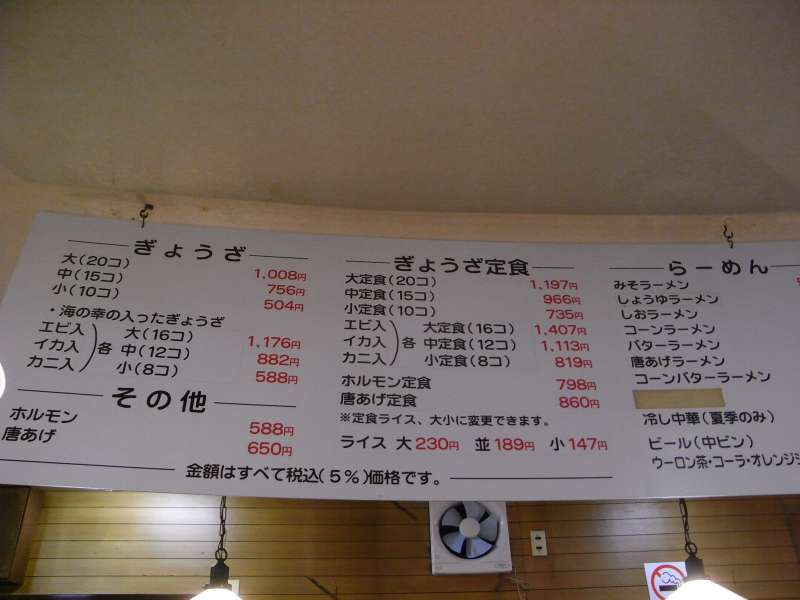 ぎょうざ
大(20コ) 1,008円
中(15コ) 756円
小(10コ) 504円
・海の幸の入ったぎょうざ
エビ入 大(16コ) 1,176円
イカ入 各 中(12コ) 882円
カニ入 小(8コ) 588円
その他
ホルモン 588円
唐あげ 650円
ぎょうざ定食
大定食(20コ) 1,197円
中定食(15コ) 966円
小定食(10コ) 735円
エビ入 大定食(16コ) 1,407円
イカ入 各 中定食(12コ) 1,113円
カニ入 小定食(8コ) 819円
ホルモン定食 798円
唐あげ定食 860円
※定食ライス、大小に変更できます。
ライス 大230円 並189円 小147円
らーめん
みそラーメン
しょうゆラーメン
しおラーメン
コーンラーメン
バターラーメン
唐あげラーメン
コーンバターラーメン
冷し中華(夏季のみ)
ビール(中ビン)
ウーロン茶・コーラ・オレンジ
金額はすべて税込(5%)価格です。